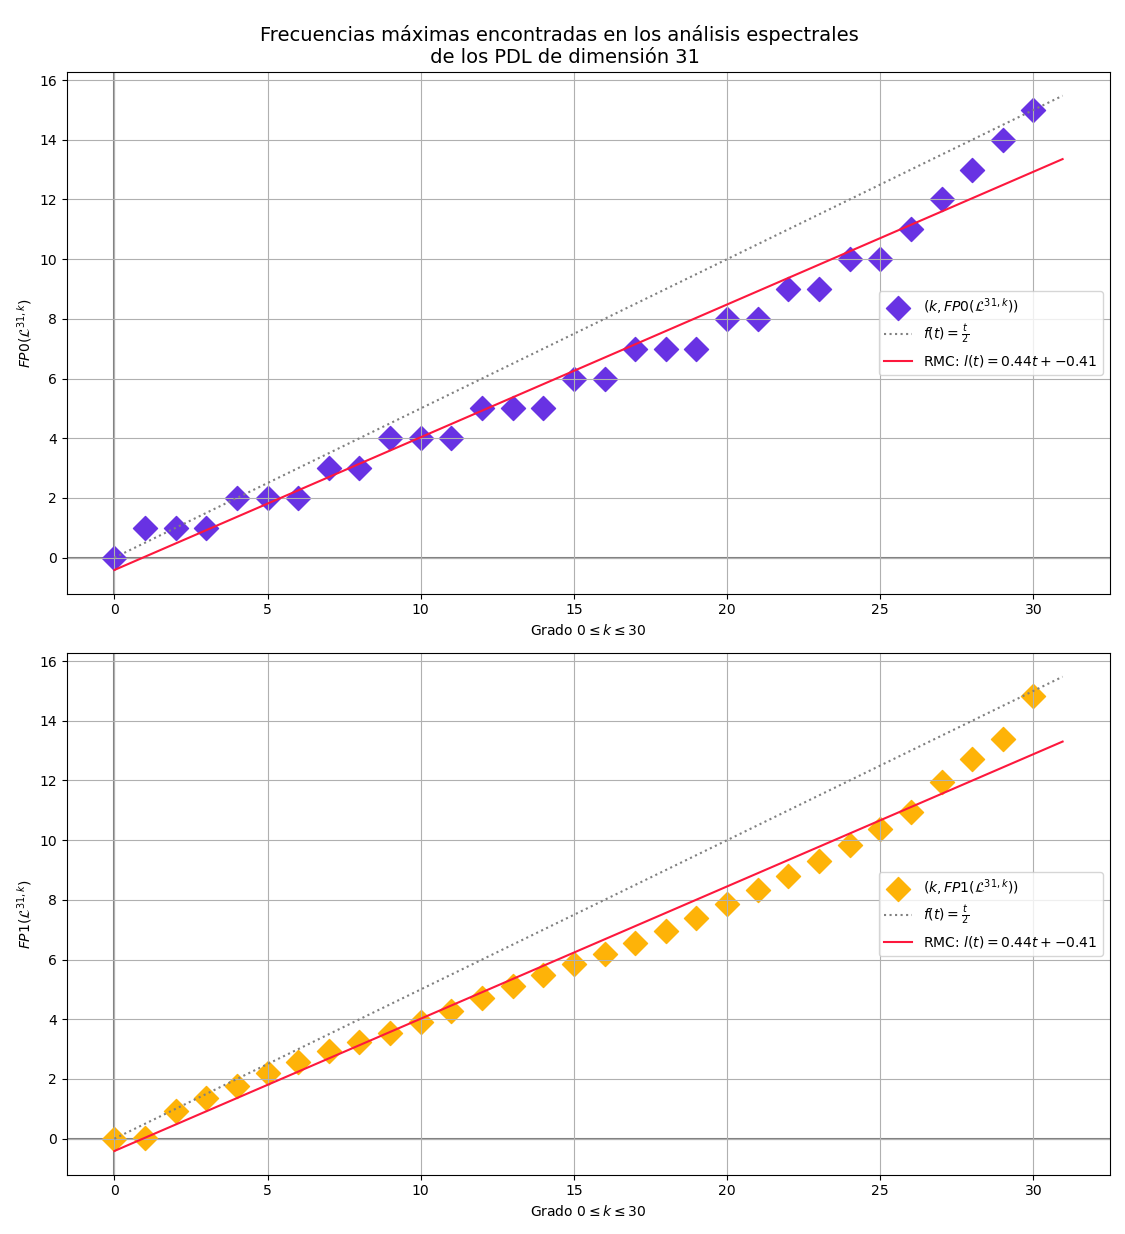 Frecuencias máximas encontradas en los análisis espectrales
de los PDL de dimensión 31
16
14
12
10
8
6
4
2
0
FP0(ℒ^{31,k})
(k, FP0(ℒ^{31,k}))
f(t) = t/2
RMC: l(t) = 0.44t + −0.41
0 5 10 15 20 25 30
Grado 0 ≤ k ≤ 30
16
14
12
10
8
6
4
2
0
FP1(ℒ^{31,k})
(k, FP1(ℒ^{31,k}))
f(t) = t/2
RMC: l(t) = 0.44t + −0.41
0 5 10 15 20 25 30
Grado 0 ≤ k ≤ 30